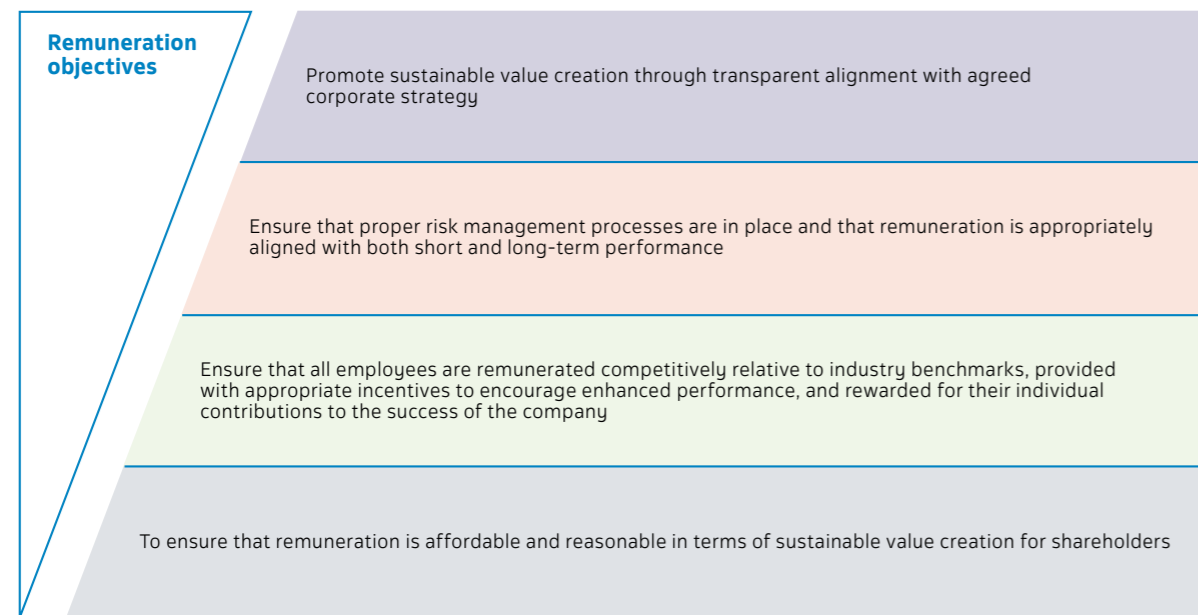 Remuneration
objectives
Promote sustainable value creation through transparent alignment with agreed
corporate strategy
Ensure that proper risk management processes are in place and that remuneration is appropriately
aligned with both short and long-term performance
Ensure that all employees are remunerated competitively relative to industry benchmarks, provided
with appropriate incentives to encourage enhanced performance, and rewarded for their individual
contributions to the success of the company
To ensure that remuneration is affordable and reasonable in terms of sustainable value creation for shareholders